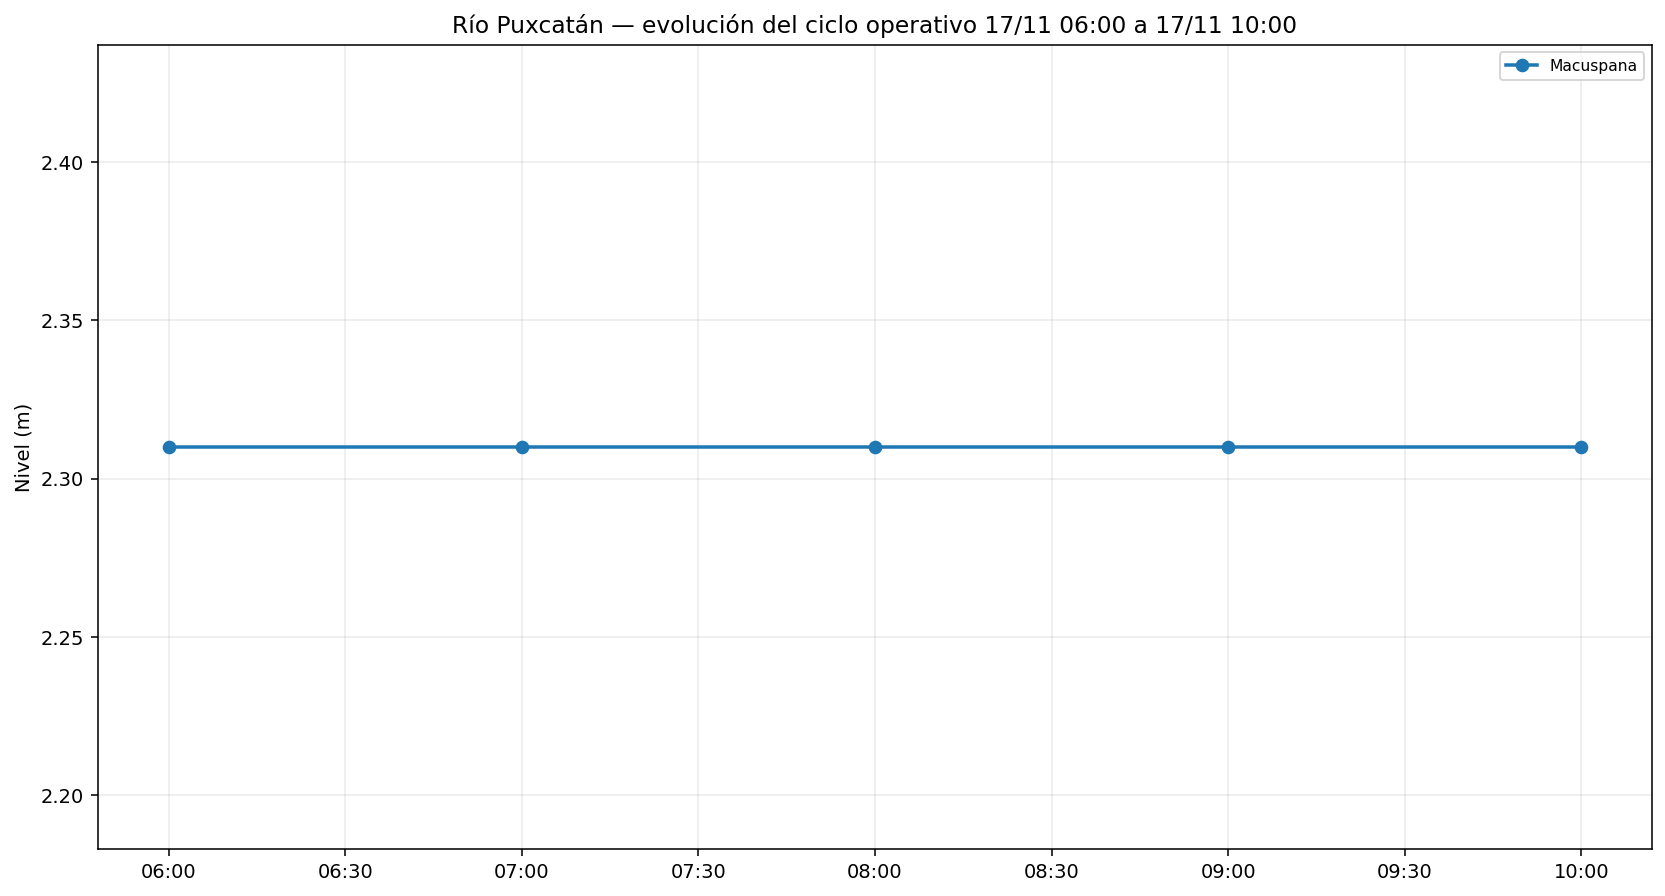 Río Puxcatán — evolución del ciclo operativo 17/11 06:00 a 17/11 10:00
Macuspana
Nivel (m)
2.40
2.35
2.30
2.25
2.20
06:00 06:30 07:00 07:30 08:00 08:30 09:00 09:30 10:00